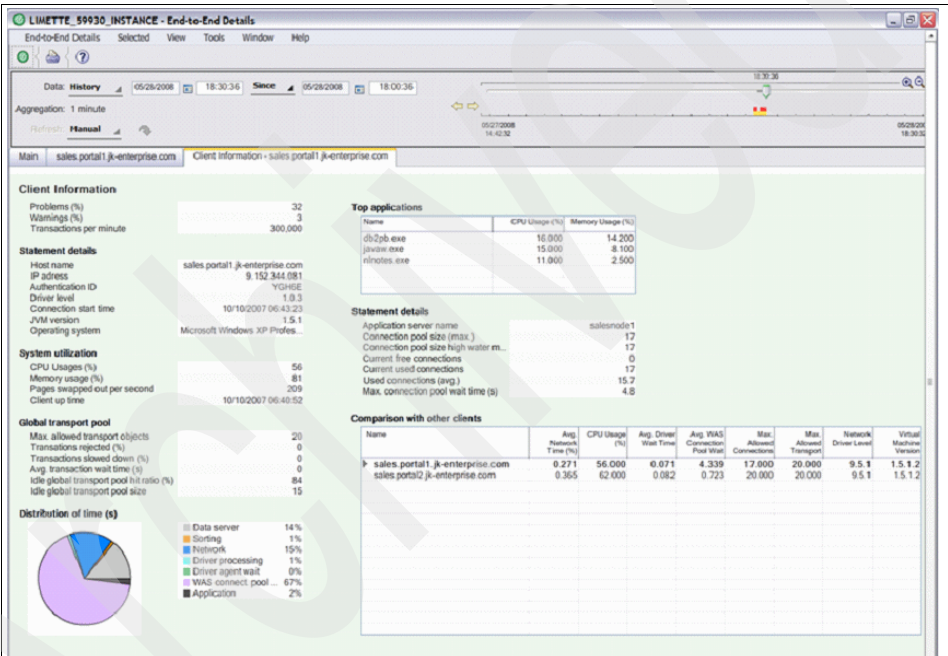 LIMETTE_59930_INSTANCE - End-to-End Details
End-to-End Details Selected View Tools Window Help
Data: History 05/28/2008 18:30:36 Since 05/28/2008 18:00:36
18:30:36
Aggregation: 1 minute
Refresh: Manual
05/27/2008
14:42:32
18:30:32
Main sales.portal1.jk-enterprise.com Client Information - sales.portal1.jk-enterprise.com
Client Information
Problems (%) 32
Warnings (%) 3
Transactions per minute 300,000
Statement details
Host name sales.portal1.jk-enterprise.com
IP adress 9.152.344.081
Authentication ID YGH6E
Driver level 1.0.3
Connection start time 10/10/2007 06:43:23
JVM version 1.5.1
Operating system Microsoft Windows XP Profes...
System utilization
CPU Usages (%) 56
Memory usage (%) 81
Pages swapped out per second 209
Client up time 10/10/2007 06:40:52
Global transport pool
Max. allowed transport objects 20
Transations rejected (%) 0
Transactions slowed down (%) 0
Avg. transaction wait time (s) 0
Idle global transport pool hit ratio (%) 84
Idle global transport pool size 15
Distribution of time (s)
Data server 14%
Sorting 1%
Network 15%
Driver processing 1%
Driver agent wait 0%
WAS connect pool ... 67%
Application 2%
Top applications
Name CPU Usage (%) Memory Usage (%)
db2pb.exe 16.000 14.200
javaw.exe 15.000 8.100
nlnotes.exe 11.000 2.500
Statement details
Application server name salesnode1
Connection pool size (max.) 17
Connection pool size high water m... 17
Current free connections 0
Current used connections 17
Used connections (avg.) 15.7
Max. connection pool wait time (s) 4.8
Comparison with other clients
Name Avg. Network Time (%) CPU Usage (%) Avg. Driver Wait Time Avg. WAS Connection Pool Wait Max. Allowed Connections Max. Allowed Transport Network Driver Level Virtual Machine Version
sales.portal1.jk-enterprise.com 0.271 56.000 0.071 4.339 17.000 20.000 9.5.1 1.5.1.2
sales.portal2.jk-enterprise.com 0.365 62.000 0.082 0.723 20.000 20.000 9.5.1 1.5.1.2